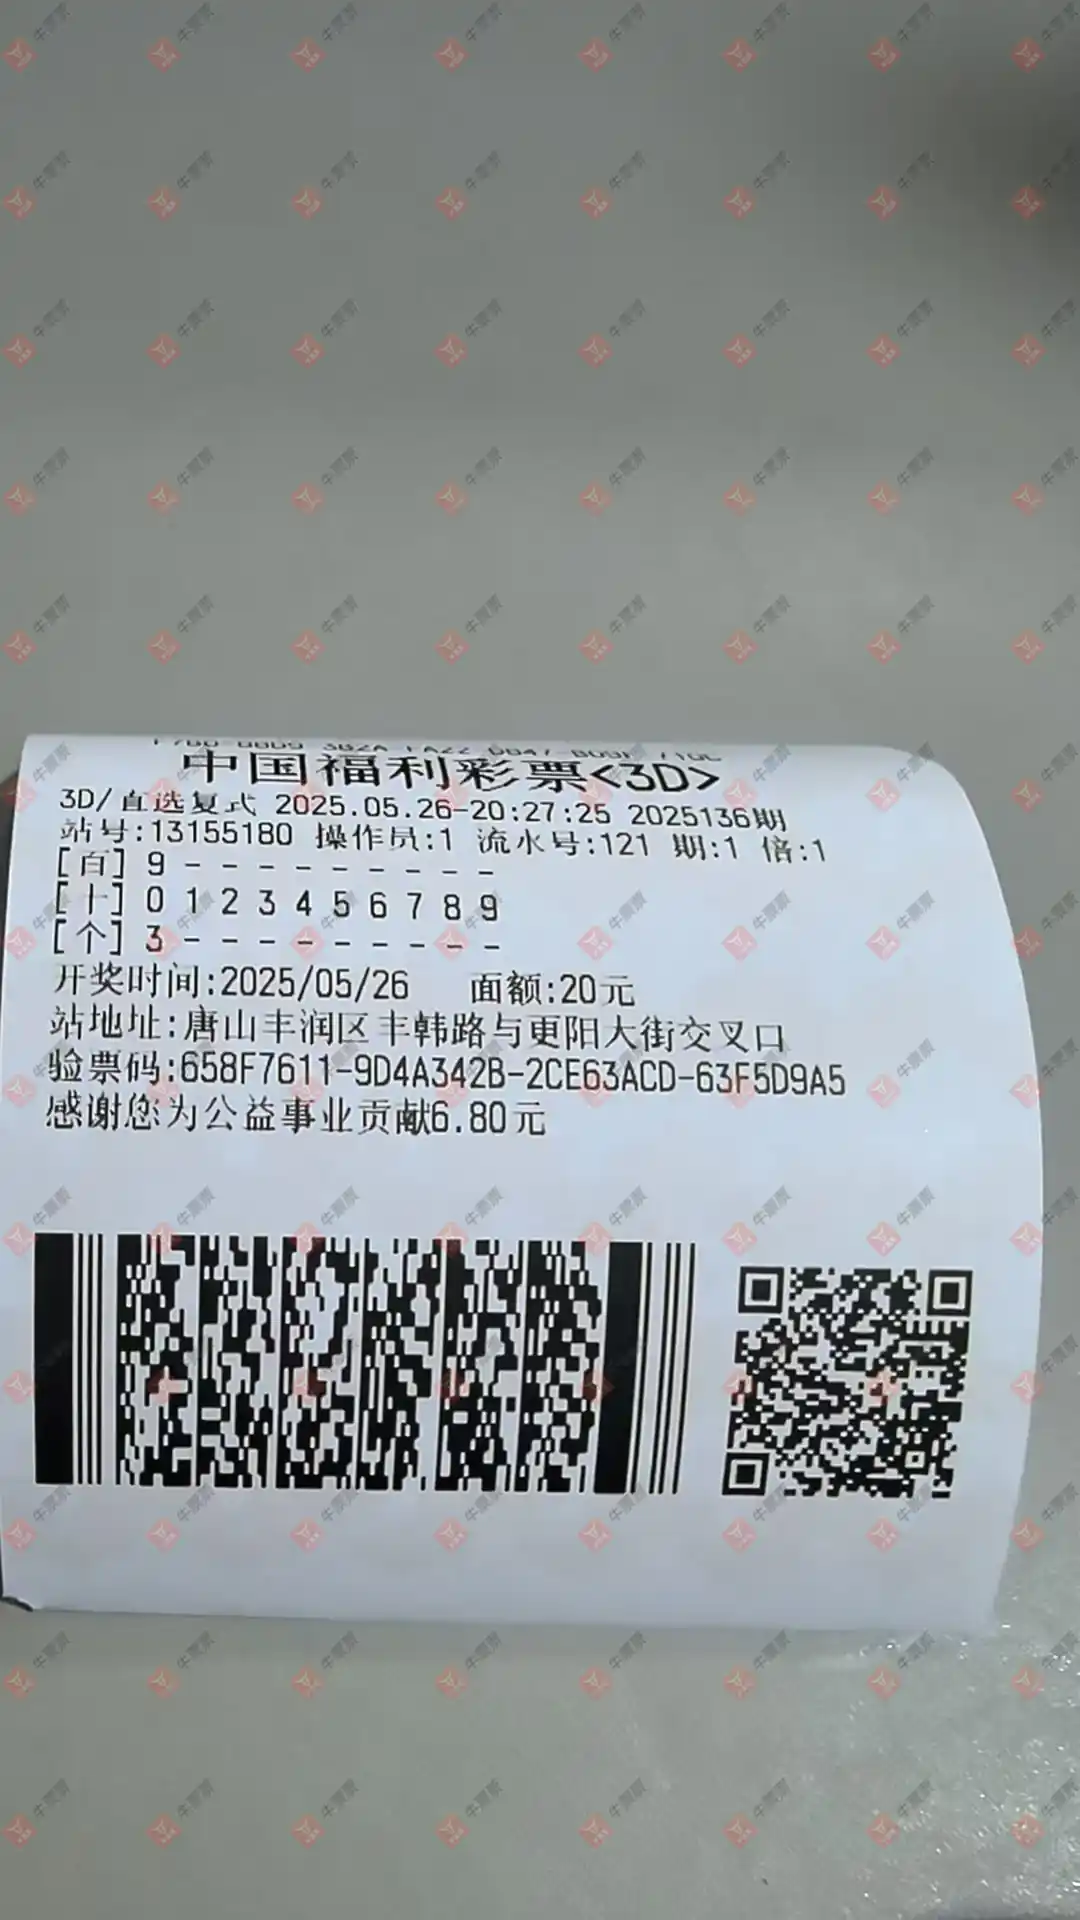 中国福利彩票<3D>
3D/直选复式 2025.05.26-20:27:25 2025136期
站号:13155180 操作员:1 流水号:121 期:1 倍:1
[百] 9 - - - - - - - - -
[十] 0 1 2 3 4 5 6 7 8 9
[个] 3 - - - - - - - - -
开奖时间:2025/05/26 面额:20元
站地址:唐山丰润区丰韩路与更阳大街交叉口
验票码:658F7611-9D4A342B-2CE63ACD-63F5D9A5
感谢您为公益事业贡献6.80元
牛票票